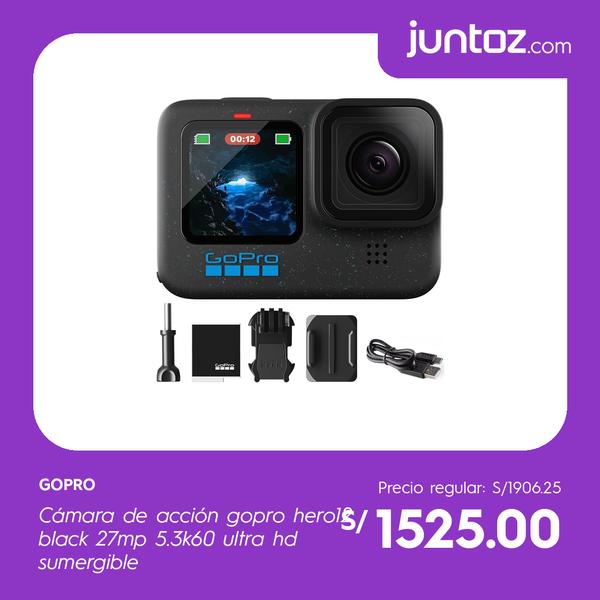 juntoz.com
00:12
GoPro
GoPro
GOPRO
Cámara de acción gopro hero12
black 27mp 5.3k60 ultra hd
sumergible
Precio regular: S/1906.25
S/ 1525.00